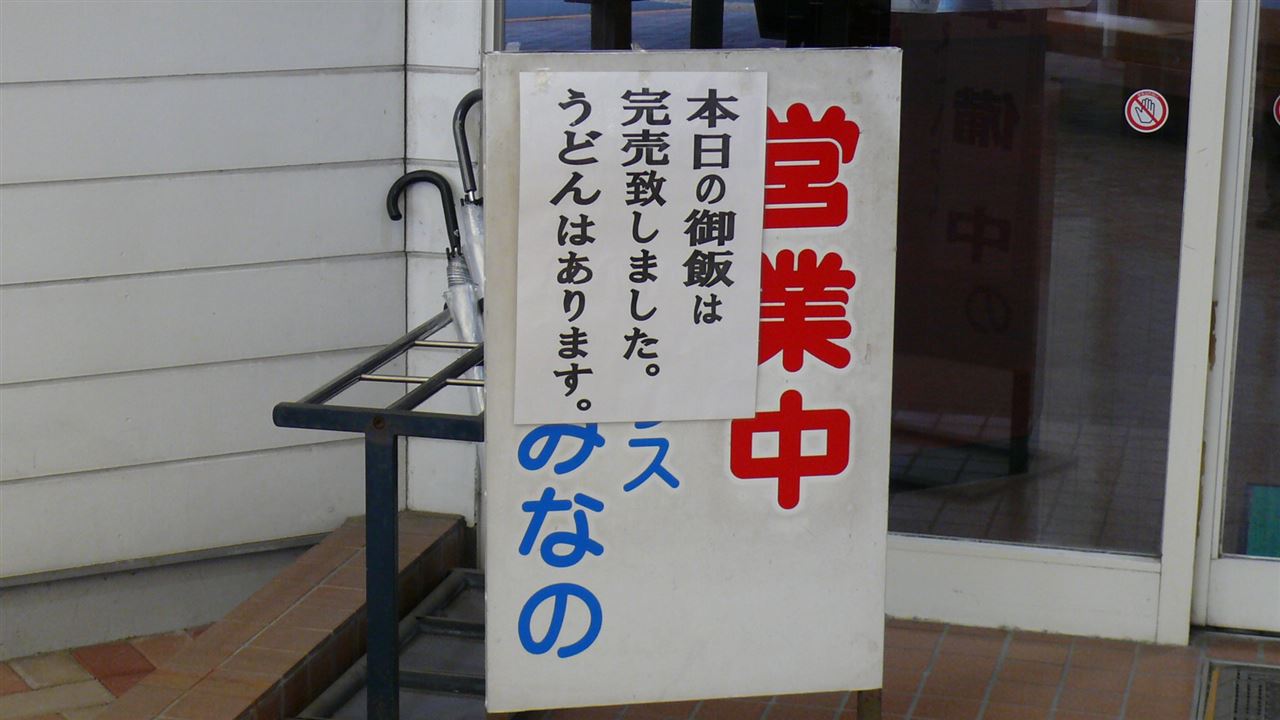 本日の御飯は
完売致しました。
うどんはあります。
営業中
ス
みなの